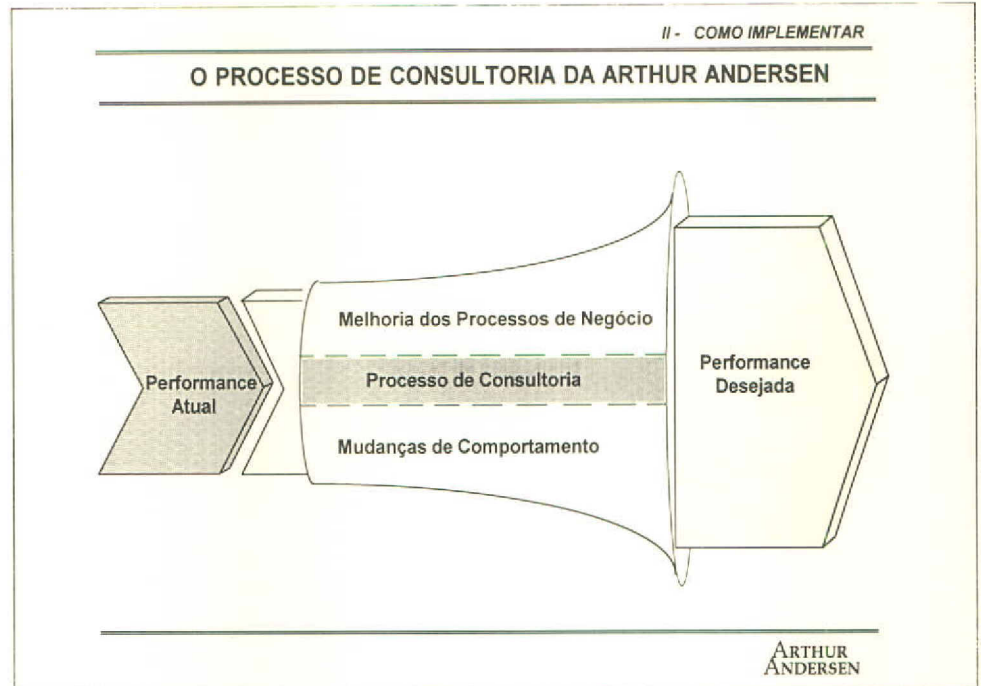 II - COMO IMPLEMENTAR
O PROCESSO DE CONSULTORIA DA ARTHUR ANDERSEN
Performance
Atual
Melhoria dos Processos de Negócio
Processo de Consultoria
Mudanças de Comportamento
Performance
Desejada
ARTHUR
ANDERSEN